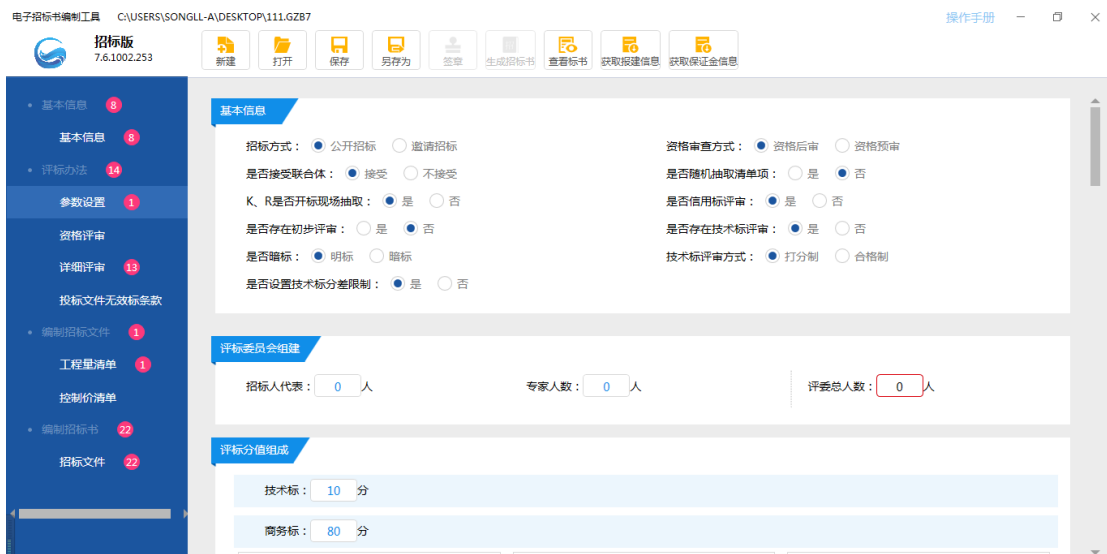 电子招标书编制工具 C:\USERS\SONGLL-A\DESKTOP\111.GZB7 操作手册
招标版
7.6.1002.253
新建 打开 保存 另存为 签章 生成招标书 查看标书 获取报建信息 获取保证金信息
基本信息 8
基本信息 8
评标办法 14
参数设置 1
资格评审
详细评审 13
投标文件无效标条款
编制招标文件 1
工程量清单 1
控制价清单
编制招标书 22
招标文件 22
基本信息
招标方式： 公开招标 邀请招标 资格审查方式： 资格后审 资格预审
是否接受联合体： 接受 不接受 是否随机抽取清单项： 是 否
K、R是否开标现场抽取： 是 否 是否信用标评审： 是 否
是否存在初步评审： 是 否 是否存在技术标评审： 是 否
是否暗标： 明标 暗标 技术标评审方式： 打分制 合格制
是否设置技术标分差限制： 是 否
评标委员会组建
招标人代表： 0 人 专家人数： 0 人 评委总人数： 0 人
评标分值组成
技术标： 10 分
商务标： 80 分